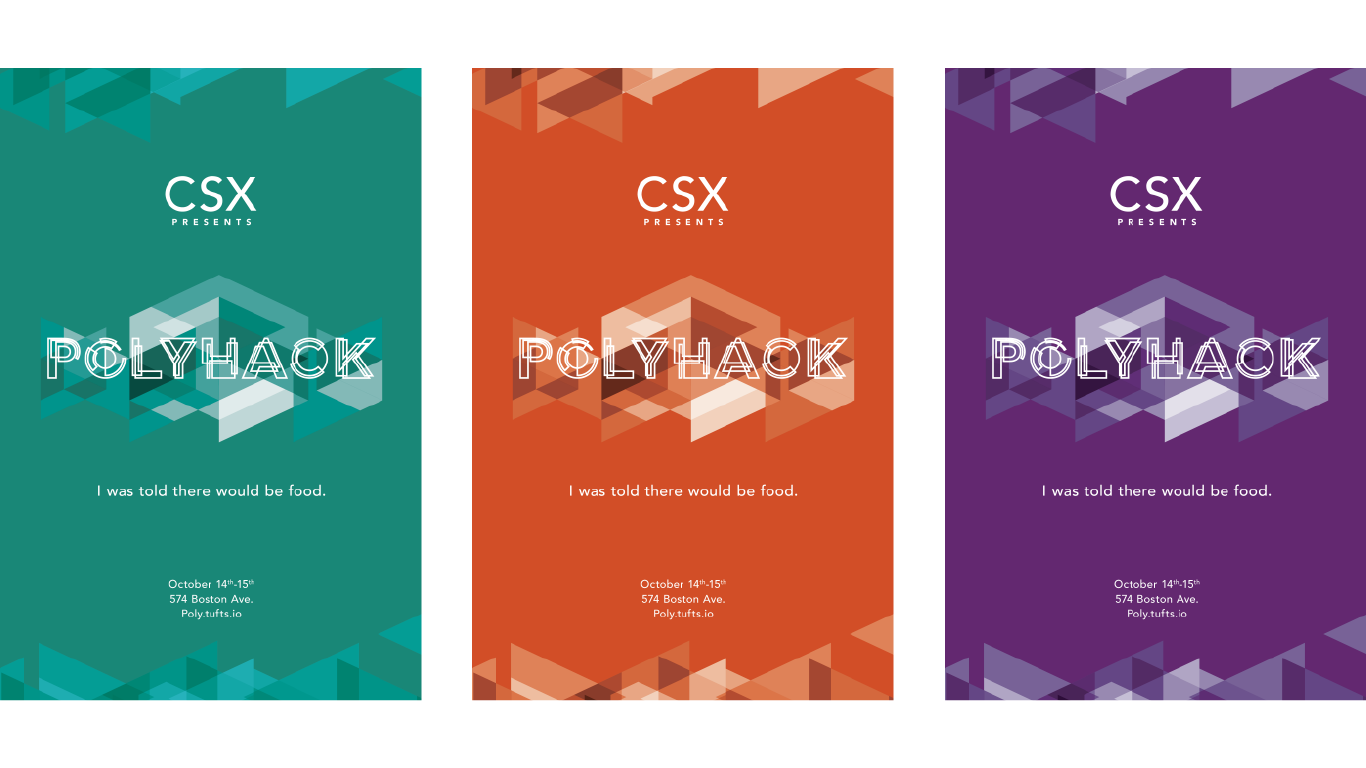 CSX
PRESENTS
POLYHACK
I was told there would be food.
October 14th-15th
574 Boston Ave.
Poly.tufts.io
CSX
PRESENTS
POLYHACK
I was told there would be food.
October 14th-15th
574 Boston Ave.
Poly.tufts.io
CSX
PRESENTS
POLYHACK
I was told there would be food.
October 14th-15th
574 Boston Ave.
Poly.tufts.io